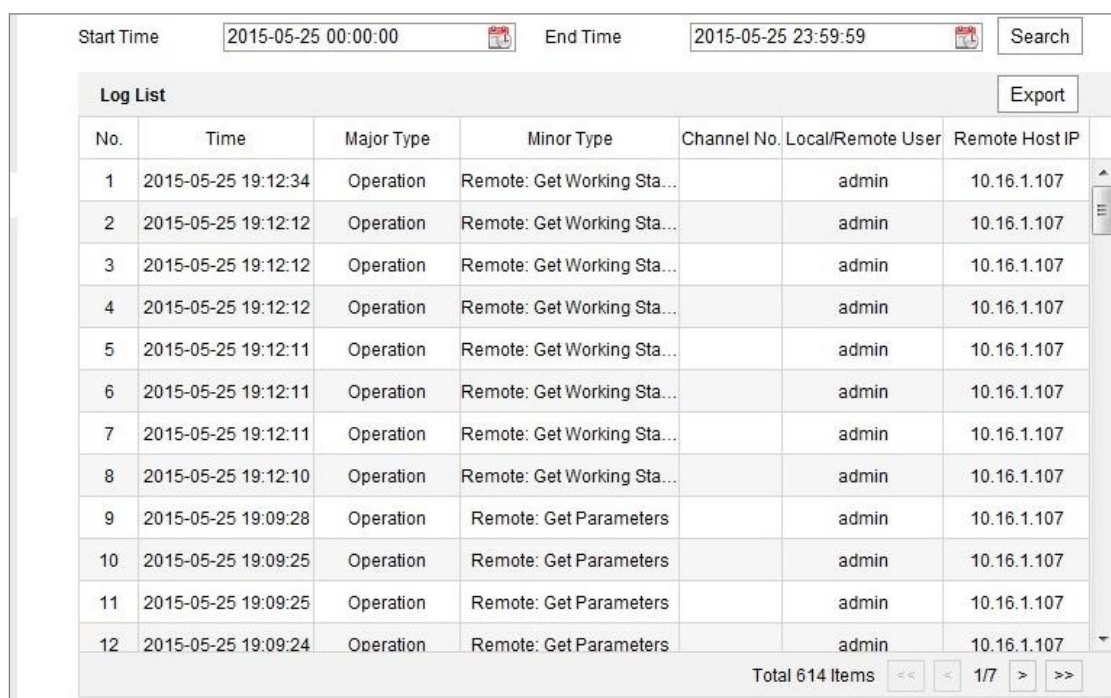 Start Time 2015-05-25 00:00:00 End Time 2015-05-25 23:59:59 Search
Log List Export
No. Time Major Type Minor Type Channel No. Local/Remote User Remote Host IP
1 2015-05-25 19:12:34 Operation Remote: Get Working Sta... admin 10.16.1.107
2 2015-05-25 19:12:12 Operation Remote: Get Working Sta... admin 10.16.1.107
3 2015-05-25 19:12:12 Operation Remote: Get Working Sta... admin 10.16.1.107
4 2015-05-25 19:12:12 Operation Remote: Get Working Sta... admin 10.16.1.107
5 2015-05-25 19:12:11 Operation Remote: Get Working Sta... admin 10.16.1.107
6 2015-05-25 19:12:11 Operation Remote: Get Working Sta... admin 10.16.1.107
7 2015-05-25 19:12:11 Operation Remote: Get Working Sta... admin 10.16.1.107
8 2015-05-25 19:12:10 Operation Remote: Get Working Sta... admin 10.16.1.107
9 2015-05-25 19:09:28 Operation Remote: Get Parameters admin 10.16.1.107
10 2015-05-25 19:09:25 Operation Remote: Get Parameters admin 10.16.1.107
11 2015-05-25 19:09:25 Operation Remote: Get Parameters admin 10.16.1.107
12 2015-05-25 19:09:24 Operation Remote: Get Parameters admin 10.16.1.107
Total 614 Items << < 1/7 > >>